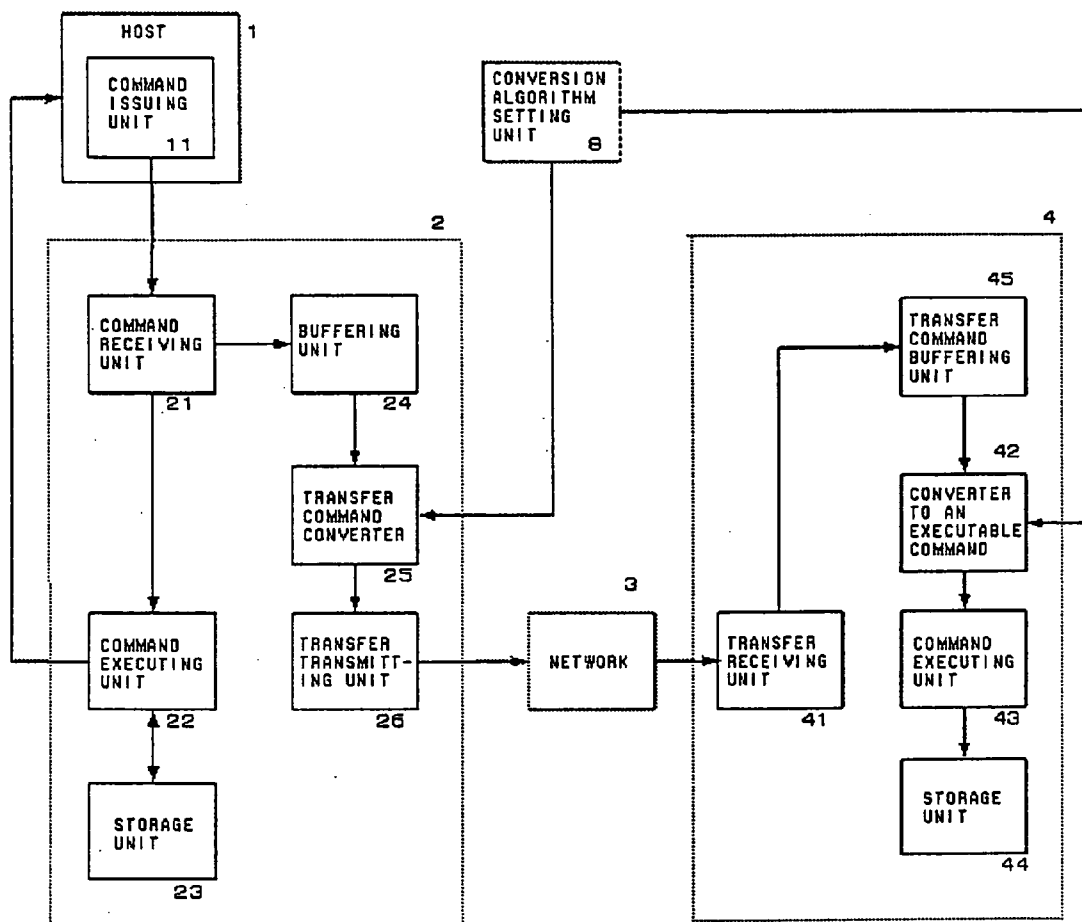 HOST
1
COMMAND
ISSUING
UNIT
11
CONVERSION
ALGORITHM
SETTING
UNIT
8
2
COMMAND
RECEIVING
UNIT
21
BUFFERING
UNIT
24
TRANSFER
COMMAND
CONVERTER
25
COMMAND
EXECUTING
UNIT
22
TRANSFER
TRANSMITT-
ING UNIT
26
STORAGE
UNIT
23
3
NETWORK
4
45
TRANSFER
COMMAND
BUFFERING
UNIT
42
CONVERTER
TO AN
EXECUTABLE
COMMAND
TRANSFER
RECEIVING
UNIT
41
COMMAND
EXECUTING
UNIT
43
STORAGE
UNIT
44